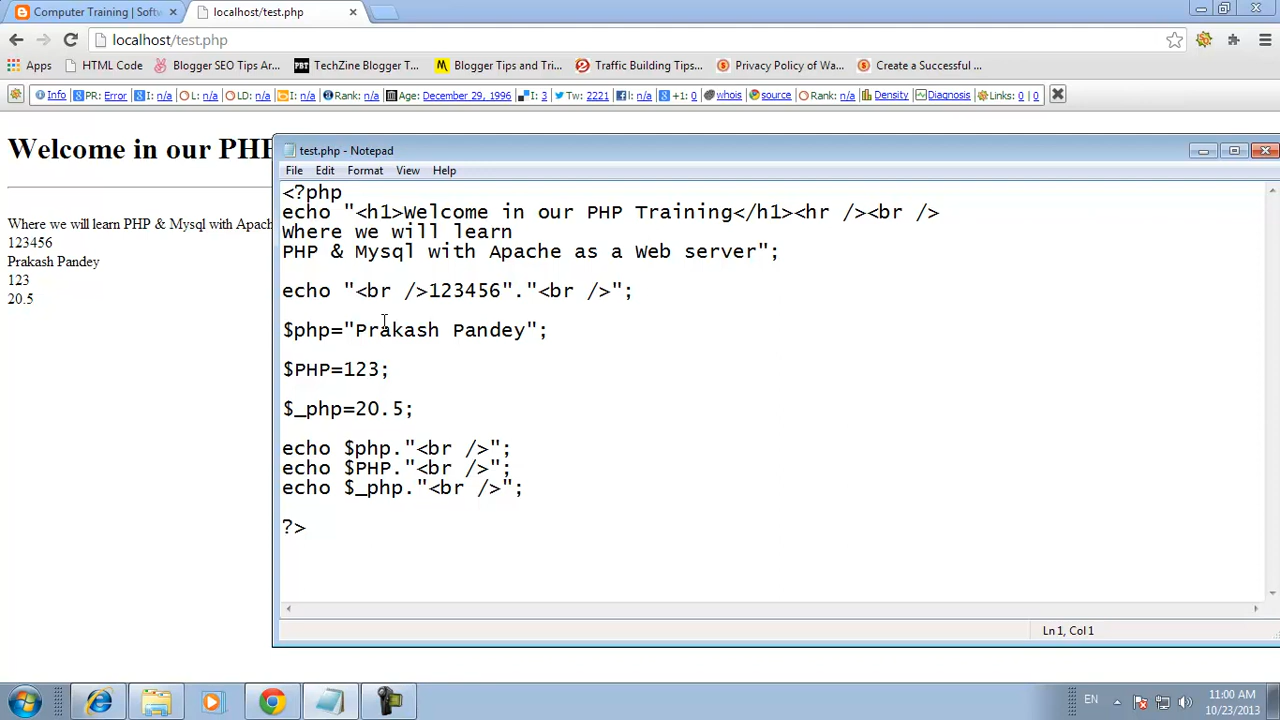 Computer Training | Softw
localhost/test.php
localhost/test.php
Apps HTML Code Blogger SEO Tips Ar... PBT TechZine Blogger T... Blogger Tips and Tri... Traffic Building Tips... Privacy Policy of Wa... Create a Successful ...
Info PR: Error I: n/a L: n/a LD: n/a I: n/a Rank: n/a Age: December 29, 1996 I: 3 Tw: 2221 l: n/a +1: 0 whois source Rank: n/a Density Diagnosis Links: 0 | 0
Welcome in our PHP
Where we will learn PHP & Mysql with Apache
123456
Prakash Pandey
123
20.5
test.php - Notepad
File Edit Format View Help
<?php
echo "<h1>Welcome in our PHP Training</h1><hr /><br />
Where we will learn
PHP & Mysql with Apache as a Web server";
echo "<br />123456"."<br />";
$php="Prakash Pandey";
$PHP=123;
$_php=20.5;
echo $php."<br />";
echo $PHP."<br />";
echo $_php."<br />";
?>
Ln 1, Col 1
EN
11:00 AM
10/23/2013